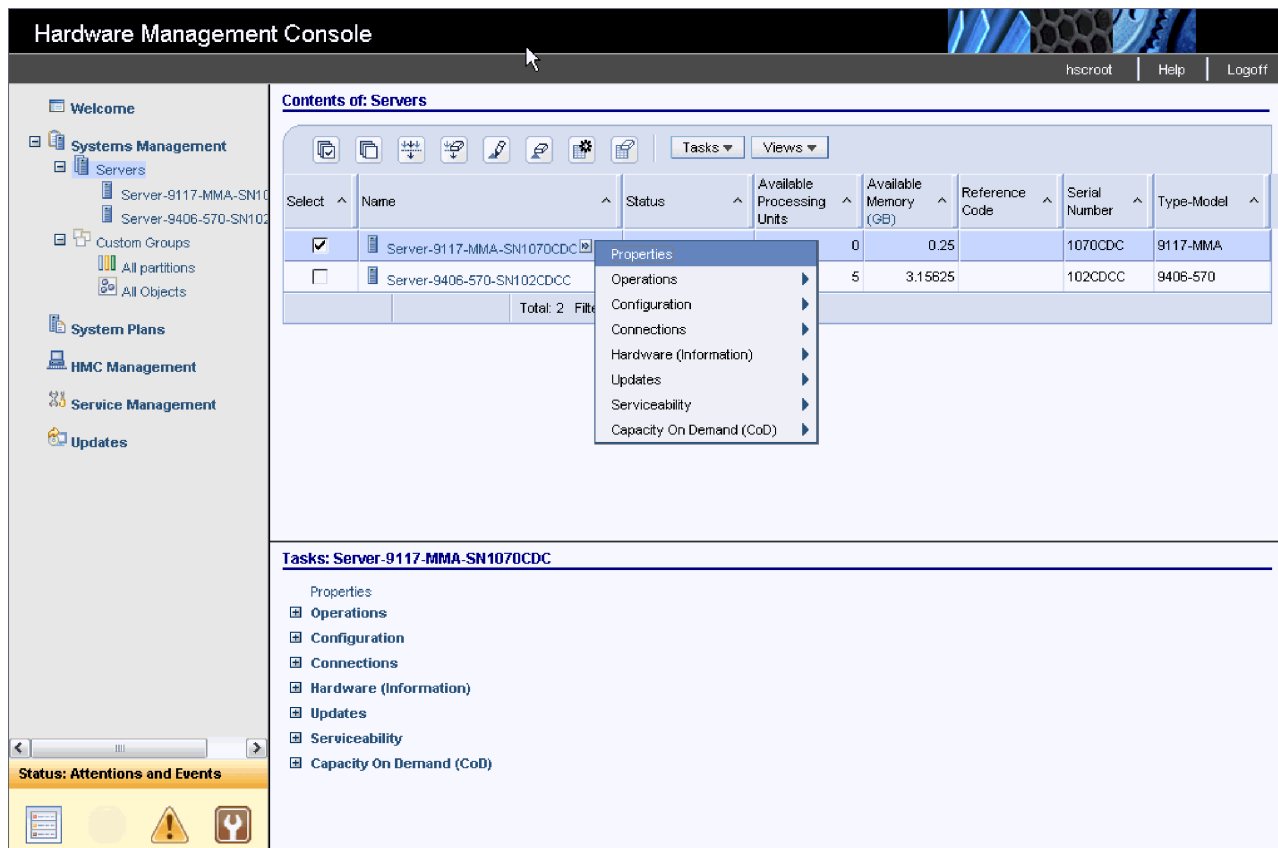 Hardware Management Console
hscroot Help Logoff
Welcome
Systems Management
Servers
Server-9117-MMA-SN10
Server-9406-570-SN102
Custom Groups
All partitions
All Objects
System Plans
HMC Management
Service Management
Updates
Status: Attentions and Events
Contents of: Servers
Tasks Views
Select Name Status Available Processing Units Available Memory (GB) Reference Code Serial Number Type-Model
Server-9117-MMA-SN1070CDC 0 0.25 1070CDC 9117-MMA
Server-9406-570-SN102CDCC 5 3.15625 102CDCC 9406-570
Total: 2 Filte
Properties
Operations
Configuration
Connections
Hardware (Information)
Updates
Serviceability
Capacity On Demand (CoD)
Tasks: Server-9117-MMA-SN1070CDC
Properties
Operations
Configuration
Connections
Hardware (Information)
Updates
Serviceability
Capacity On Demand (CoD)